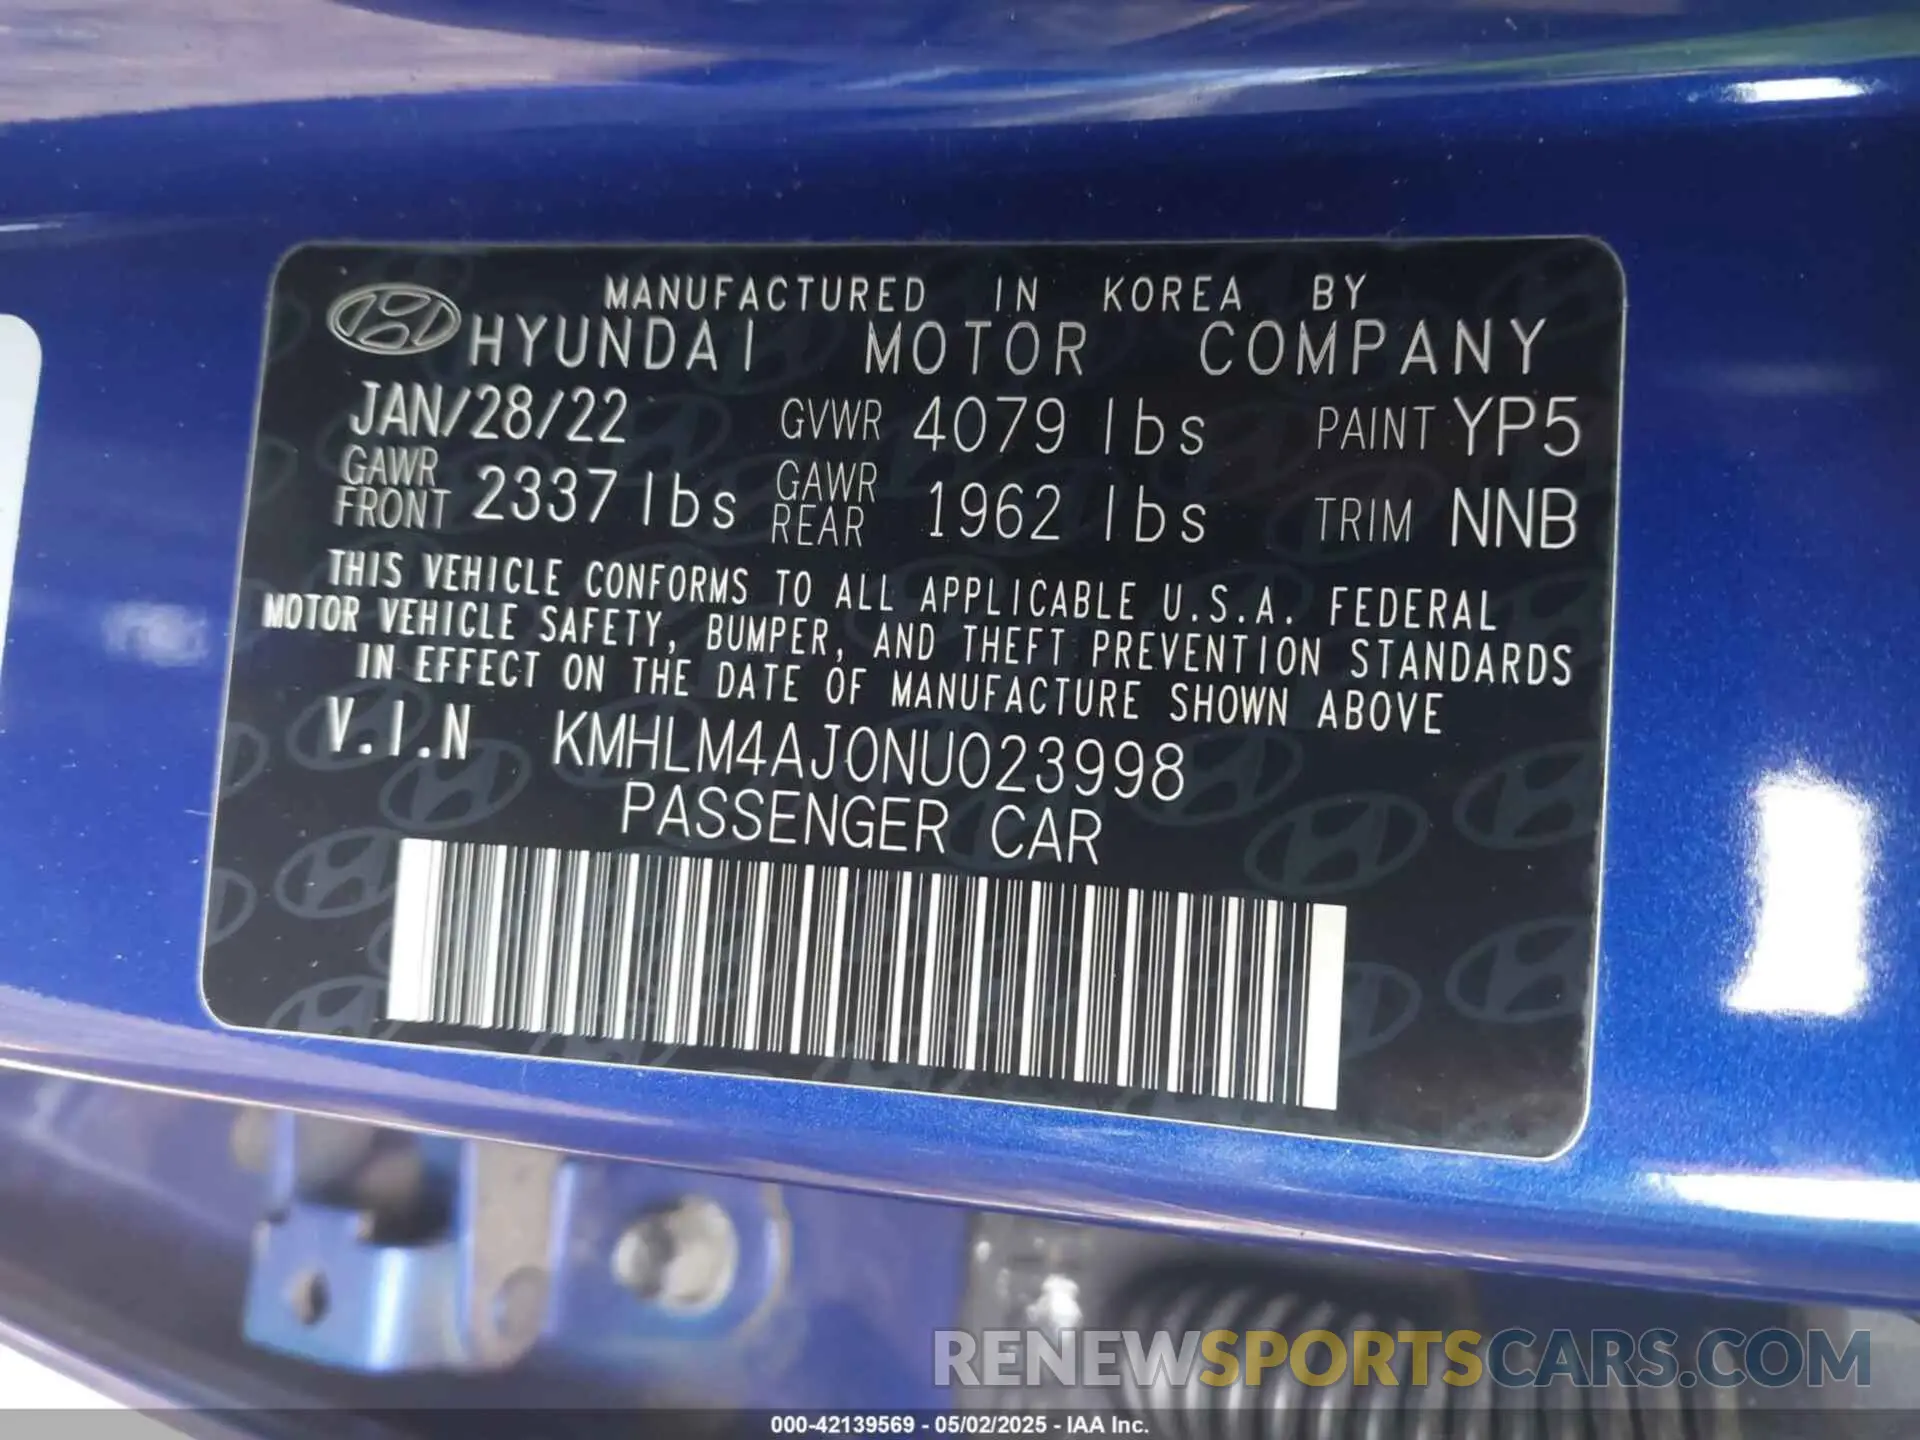 MANUFACTURED IN KOREA BY
HYUNDAI MOTOR COMPANY
JAN/28/22 GVWR 4079 lbs PAINT YP5
GAWR FRONT 2337 lbs GAWR REAR 1962 lbs TRIM NNB
THIS VEHICLE CONFORMS TO ALL APPLICABLE U.S.A. FEDERAL
MOTOR VEHICLE SAFETY, BUMPER, AND THEFT PREVENTION STANDARDS
IN EFFECT ON THE DATE OF MANUFACTURE SHOWN ABOVE
V.I.N KMHLM4AJ0NU023998
PASSENGER CAR
RENEWSPORTSCARS.COM
000-42139569 - 05/02/2025 - IAA Inc.